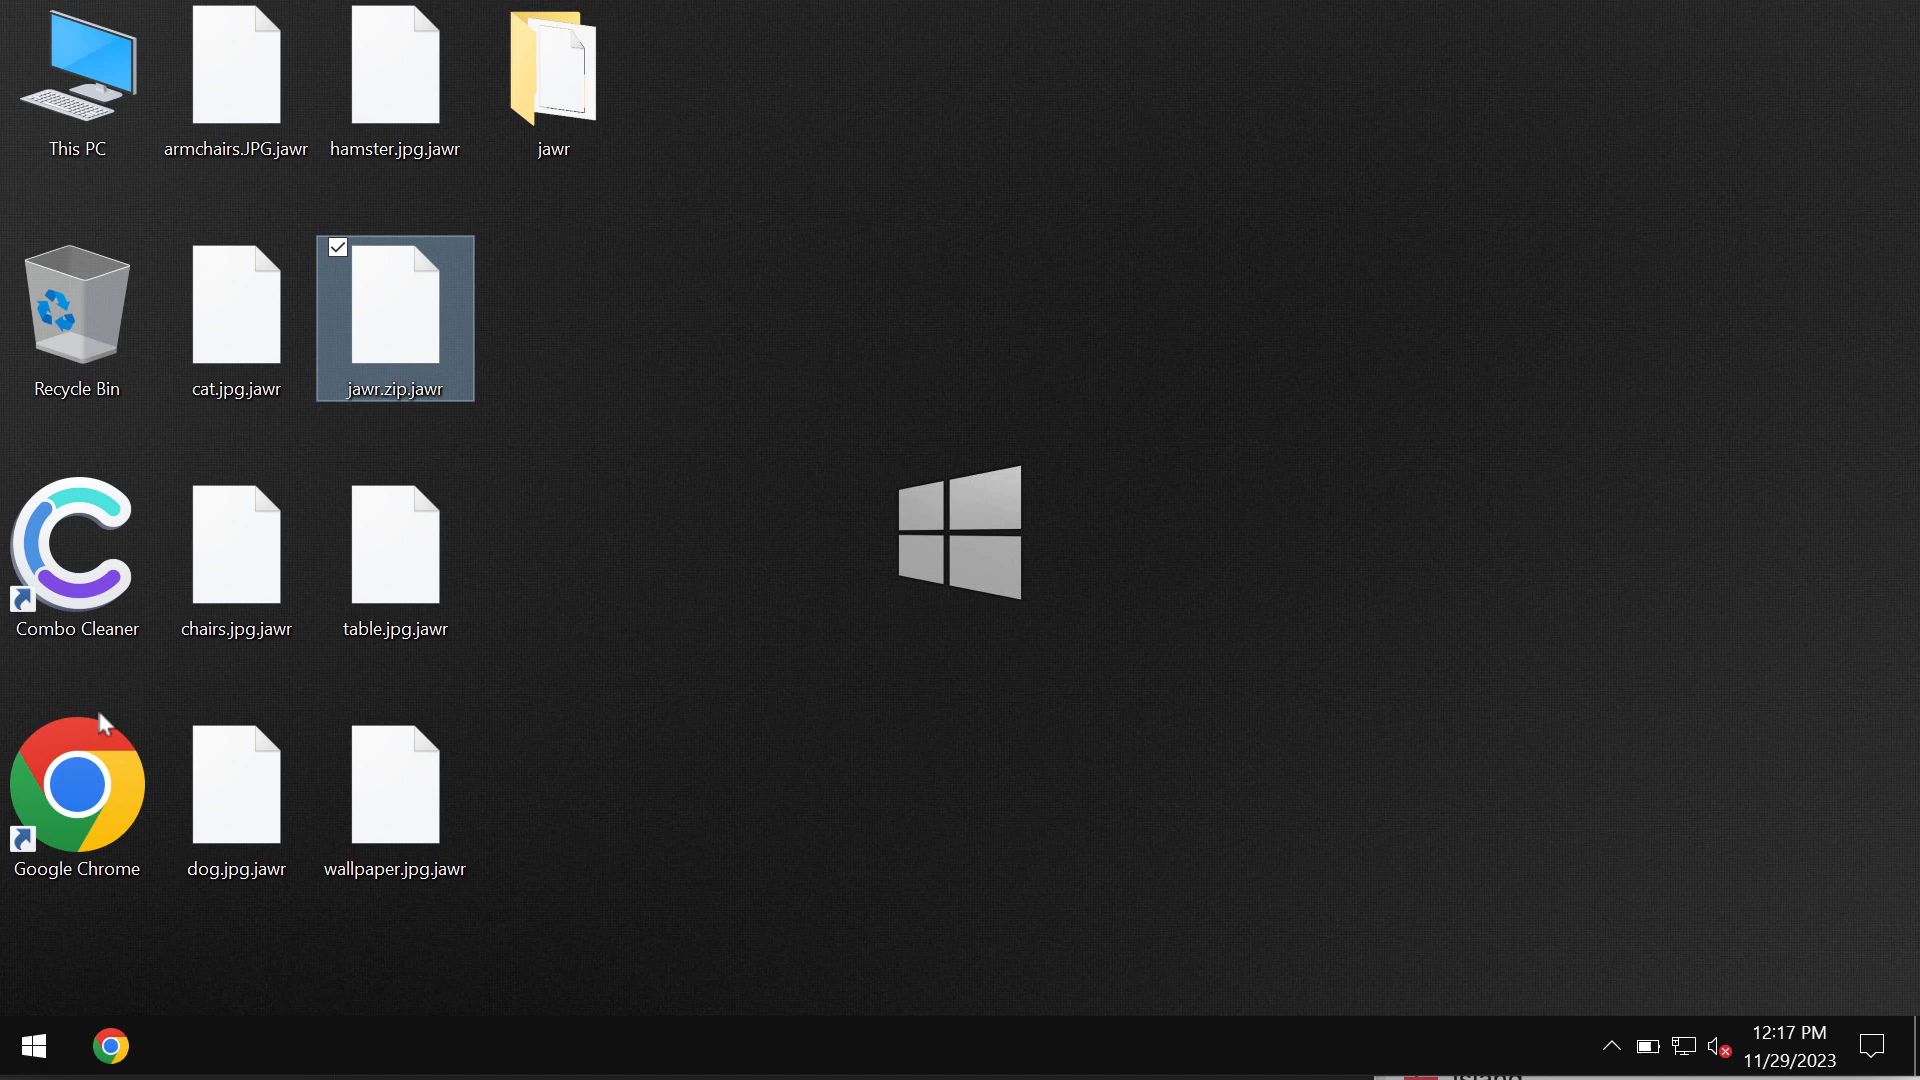 This PC
armchairs.JPG.jawr
hamster.jpg.jawr
jawr
Recycle Bin
cat.jpg.jawr
jawr.zip.jawr
Combo Cleaner
chairs.jpg.jawr
table.jpg.jawr
Google Chrome
dog.jpg.jawr
wallpaper.jpg.jawr
12:17 PM
11/29/2023